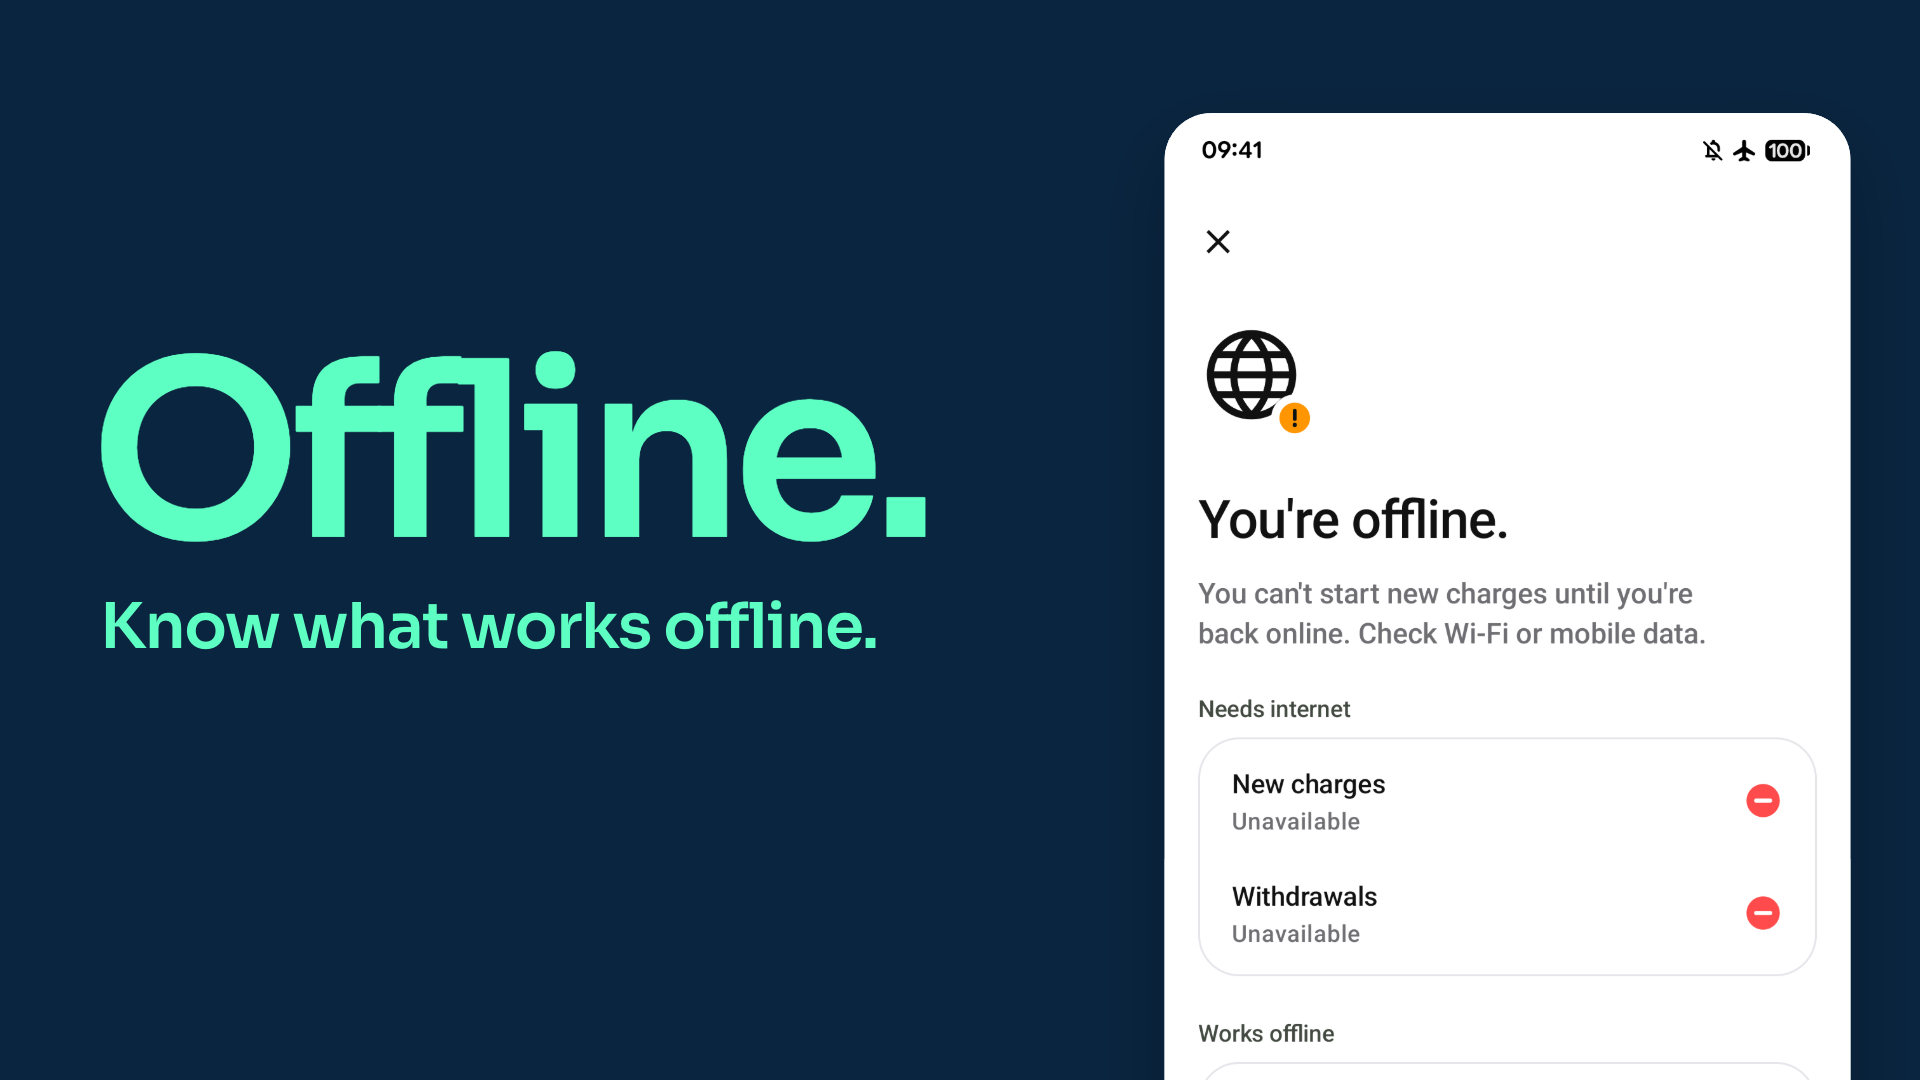 Offline.
Know what works offline.
09:41
100
You're offline.
You can't start new charges until you're
back online. Check Wi-Fi or mobile data.
Needs internet
New charges
Unavailable
Withdrawals
Unavailable
Works offline